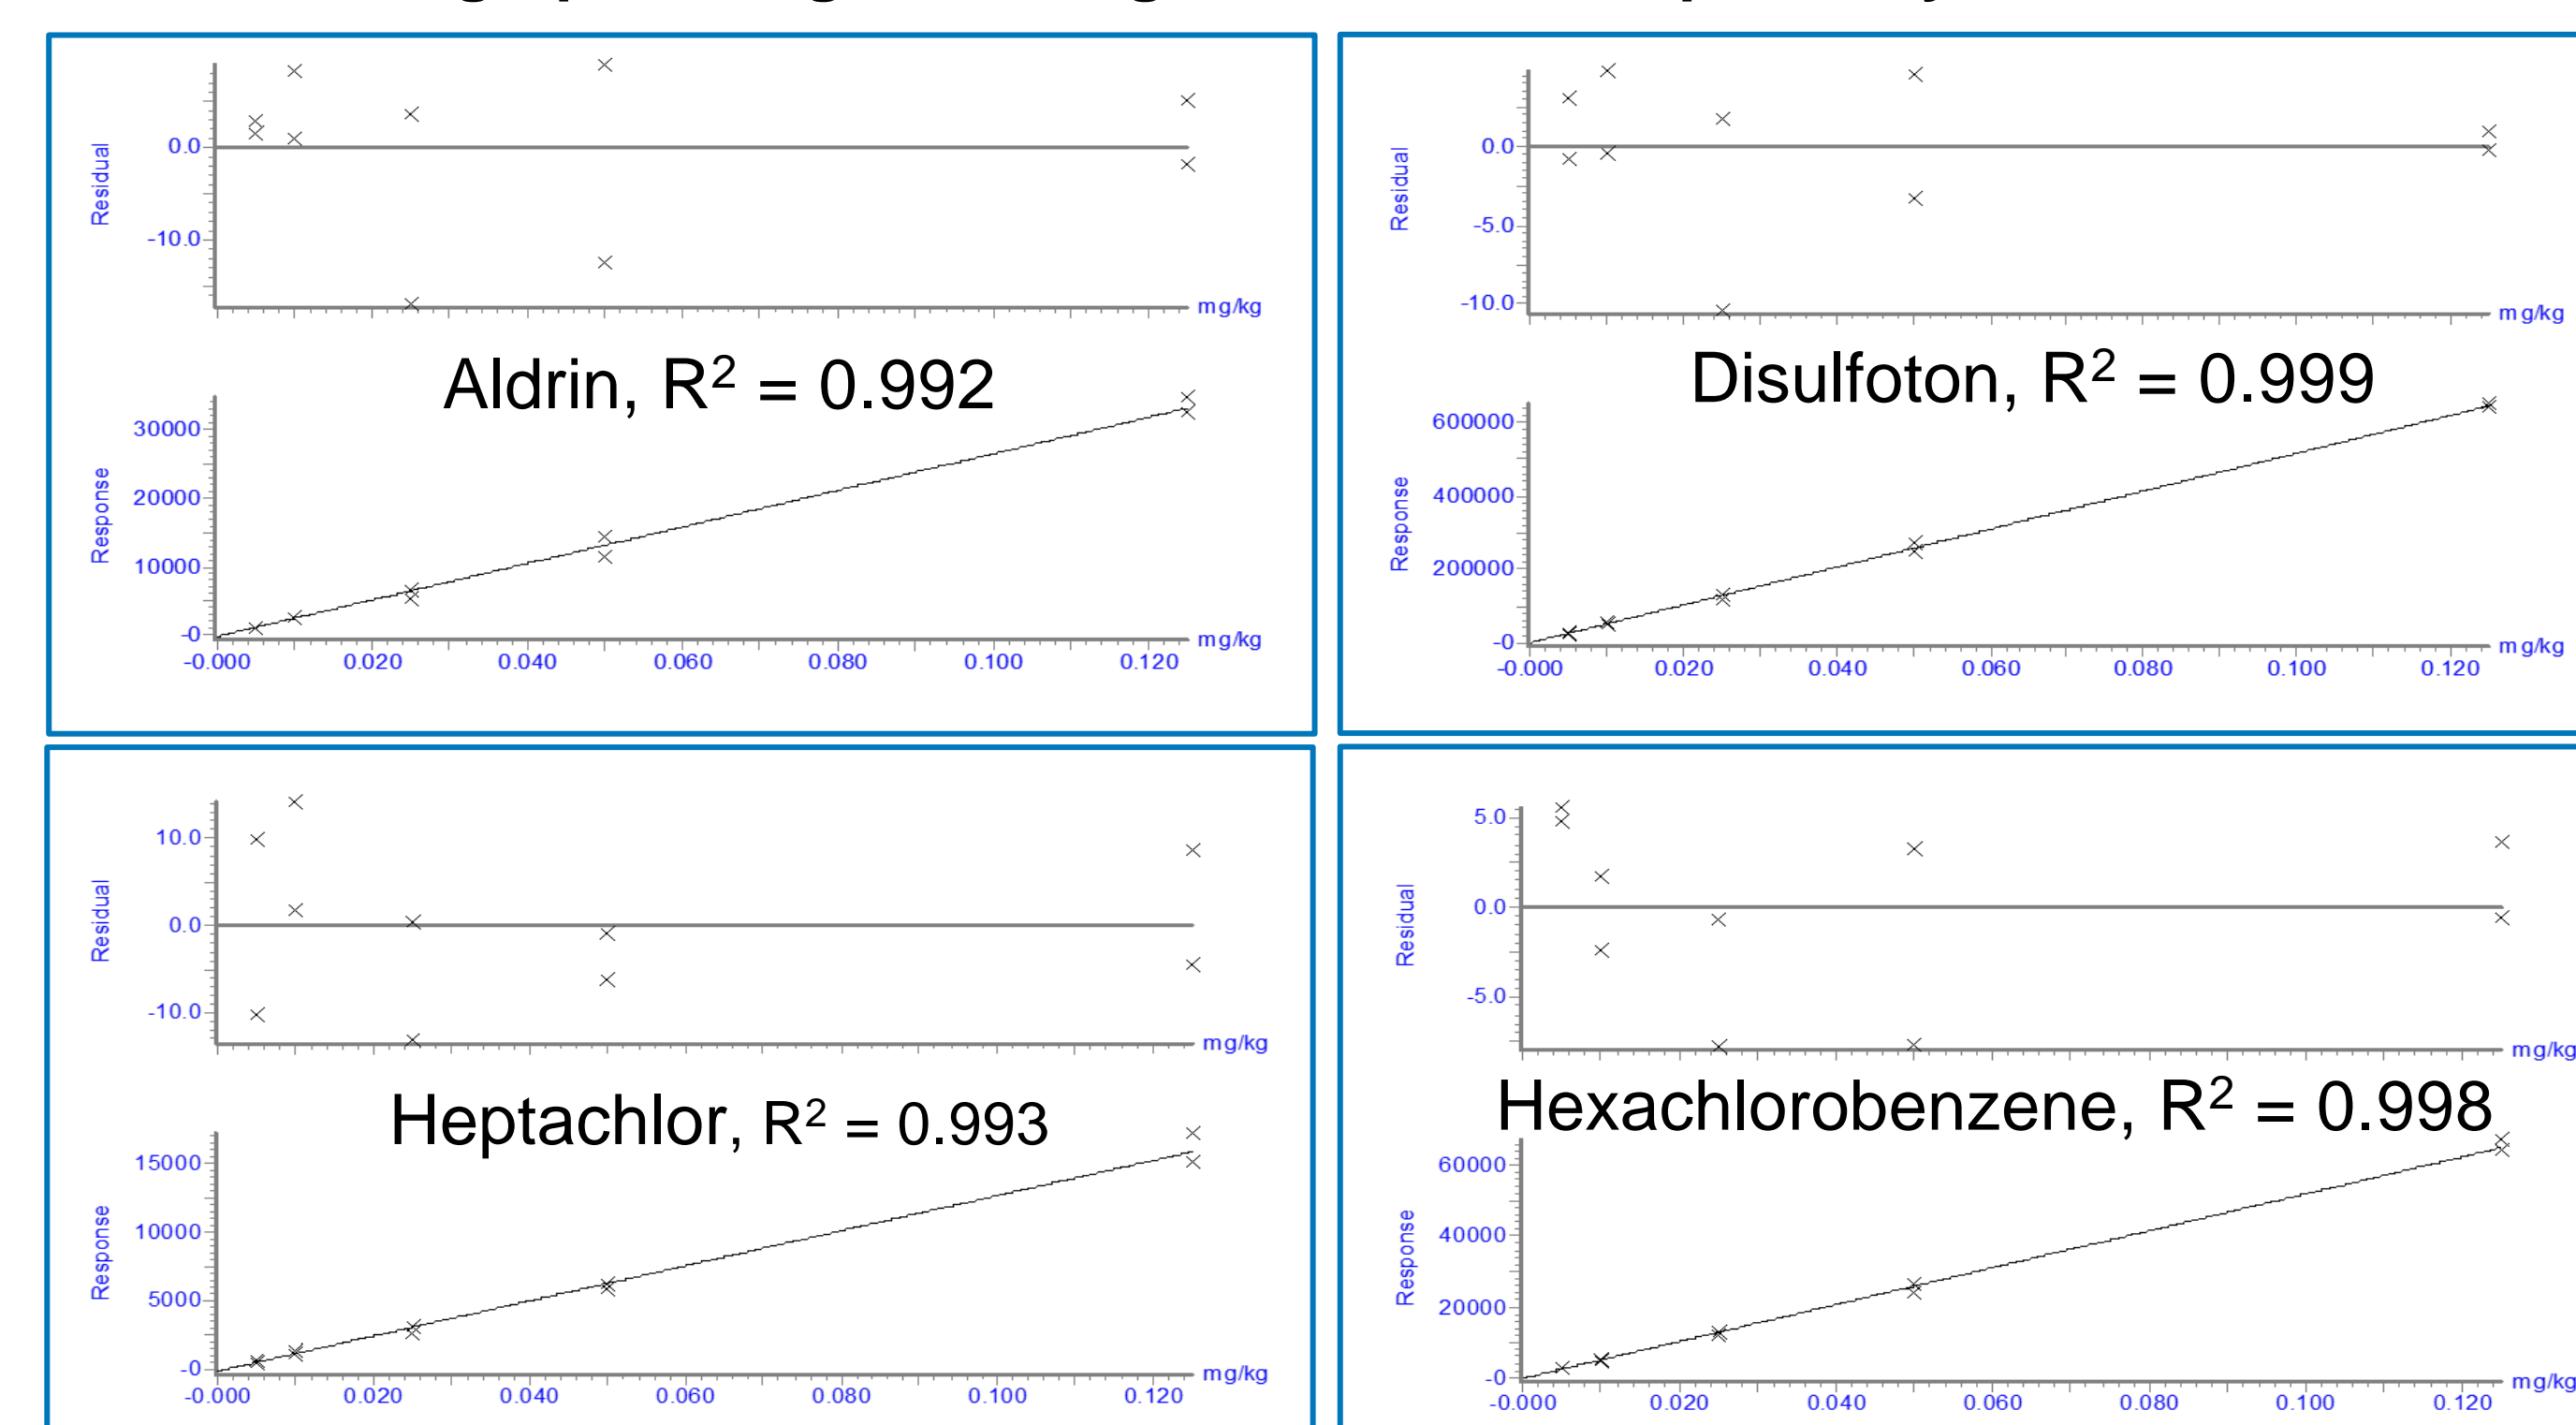 Residual
0.0
-10.0
mg/kg
Aldrin, R² = 0.992
Response
30000
20000
10000
-0
mg/kg
-0.000 0.020 0.040 0.060 0.080 0.100 0.120
Residual
0.0
-5.0
-10.0
mg/kg
Disulfoton, R² = 0.999
Response
600000
400000
200000
-0
mg/kg
-0.000 0.020 0.040 0.060 0.080 0.100 0.120
Residual
10.0
0.0
-10.0
mg/kg
Heptachlor, R² = 0.993
Response
15000
10000
5000
-0
mg/kg
-0.000 0.020 0.040 0.060 0.080 0.100 0.120
Residual
5.0
0.0
-5.0
mg/kg
Hexachlorobenzene, R² = 0.998
Response
60000
40000
20000
-0
mg/kg
-0.000 0.020 0.040 0.060 0.080 0.100 0.120